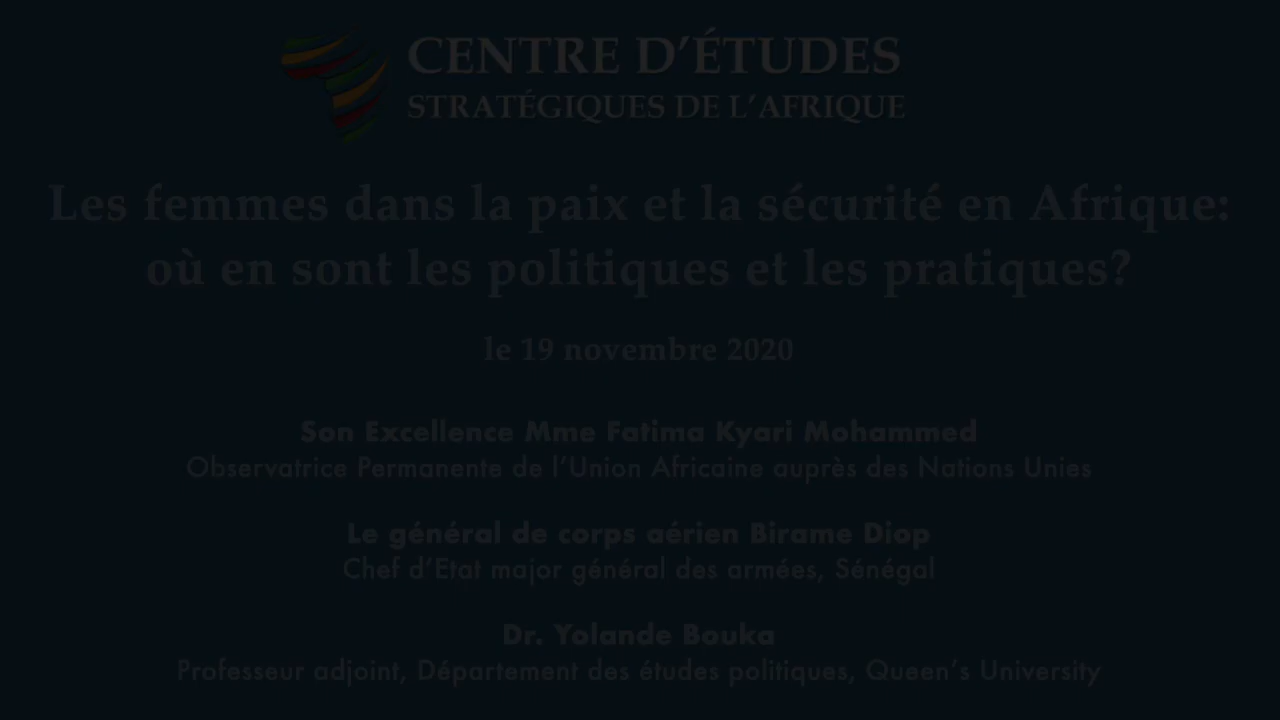 CENTRE D'ÉTUDES
STRATÉGIQUES DE L'AFRIQUE
Les femmes dans la paix et la sécurité en Afrique:
où en sont les politiques et les pratiques?
le 19 novembre 2020
Son Excellence Mme Fatima Kyari Mohammed
Observatrice Permanente de l'Union Africaine auprès des Nations Unies
Le général de corps aérien Birame Diop
Chef d'Etat major général des armées, Sénégal
Dr. Yolande Bouka
Professeur adjoint, Département des études politiques, Queen's University